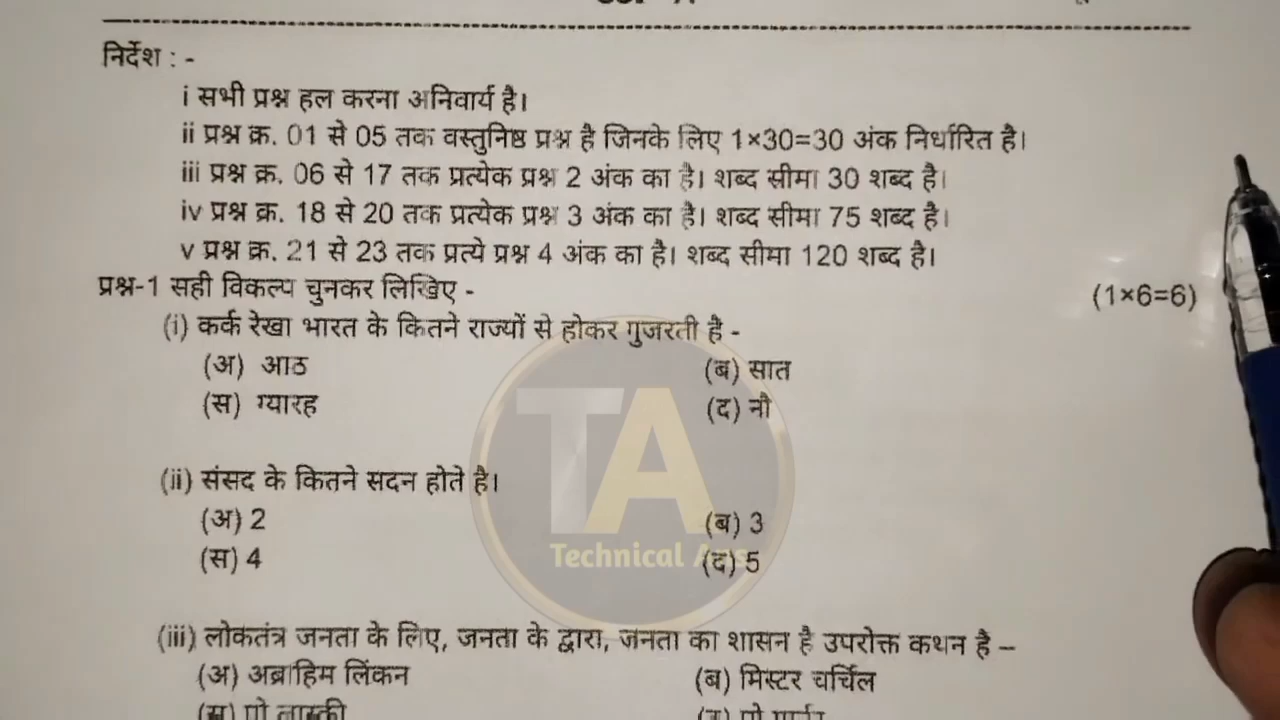 निर्देश : -
i सभी प्रश्न हल करना अनिवार्य है।
ii प्रश्न क्र. 01 से 05 तक वस्तुनिष्ठ प्रश्न है जिनके लिए 1×30=30 अंक निर्धारित है।
iii प्रश्न क्र. 06 से 17 तक प्रत्येक प्रश्न 2 अंक का है। शब्द सीमा 30 शब्द है।
iv प्रश्न क्र. 18 से 20 तक प्रत्येक प्रश्न 3 अंक का है। शब्द सीमा 75 शब्द है।
v प्रश्न क्र. 21 से 23 तक प्रत्ये प्रश्न 4 अंक का है। शब्द सीमा 120 शब्द है।
प्रश्न-1 सही विकल्प चुनकर लिखिए - (1×6=6)
(i) कर्क रेखा भारत के कितने राज्यों से होकर गुजरती है -
(अ) आठ (ब) सात
(स) ग्यारह (द) नौ
TA
(ii) संसद के कितने सदन होते है।
(अ) 2 (ब) 3
Technical
(स) 4 (द) 5
(iii) लोकतंत्र जनता के लिए, जनता के द्वारा, जनता का शासन है उपरोक्त कथन है –
(अ) अब्राहिम लिंकन (ब) मिस्टर चर्चिल
(स) प्रो लास्की